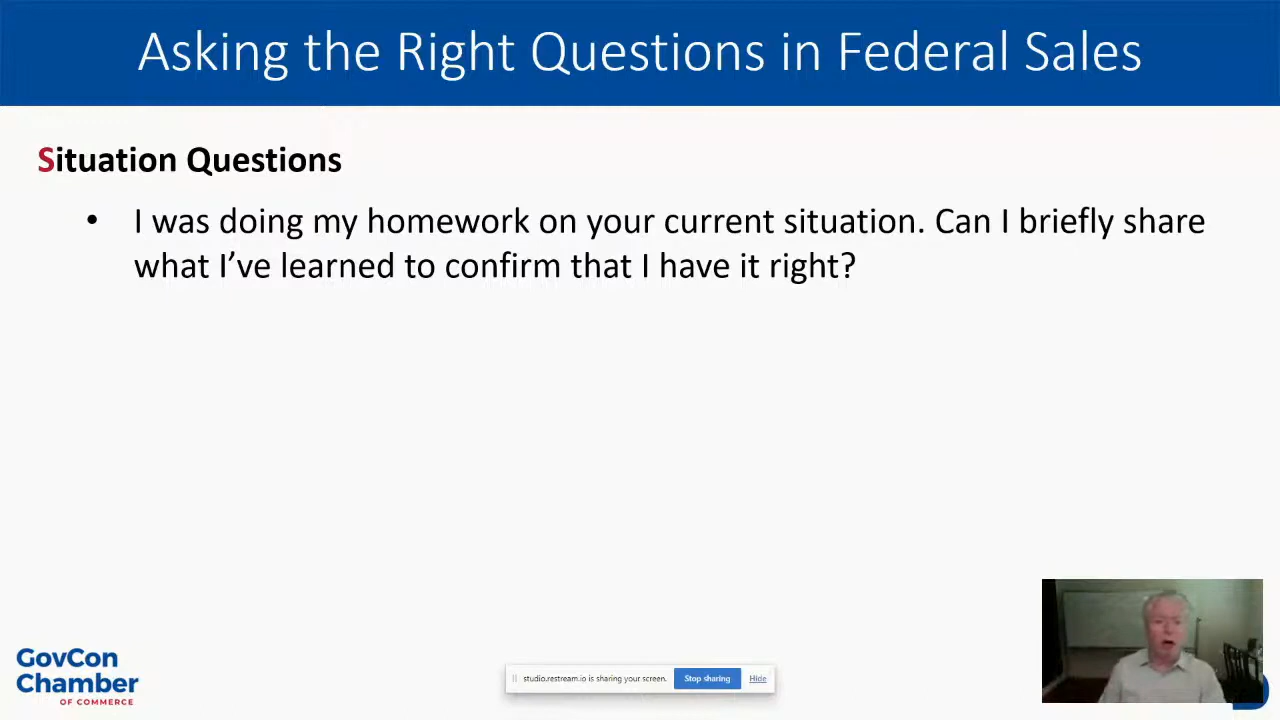 Asking the Right Questions in Federal Sales
Situation Questions
• I was doing my homework on your current situation. Can I briefly share
what I’ve learned to confirm that I have it right?
GovCon
Chamber
OF COMMERCE
studio.restream.io is sharing your screen.
Stop sharing
Hide